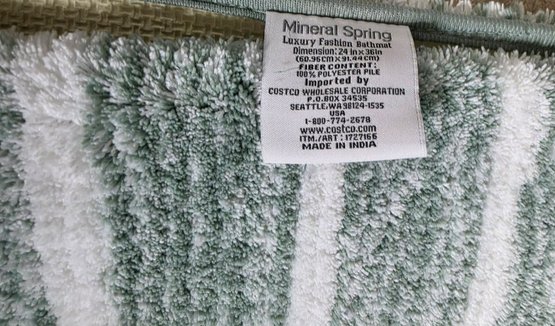 Mineral Spring
Luxury Fashion Bathmat
Dimension: 24 in x 36in
(60.96cm x 91.44cm)
FIBER CONTENT:
100% POLYESTER PILE
Imported by
COSTCO WHOLESALE CORPORATION
P.O.BOX 34535
SEATTLE, WA 98124-1535
USA
1-800-774-2678
www.costco.com
ITM./ART : 1727166
MADE IN INDIA